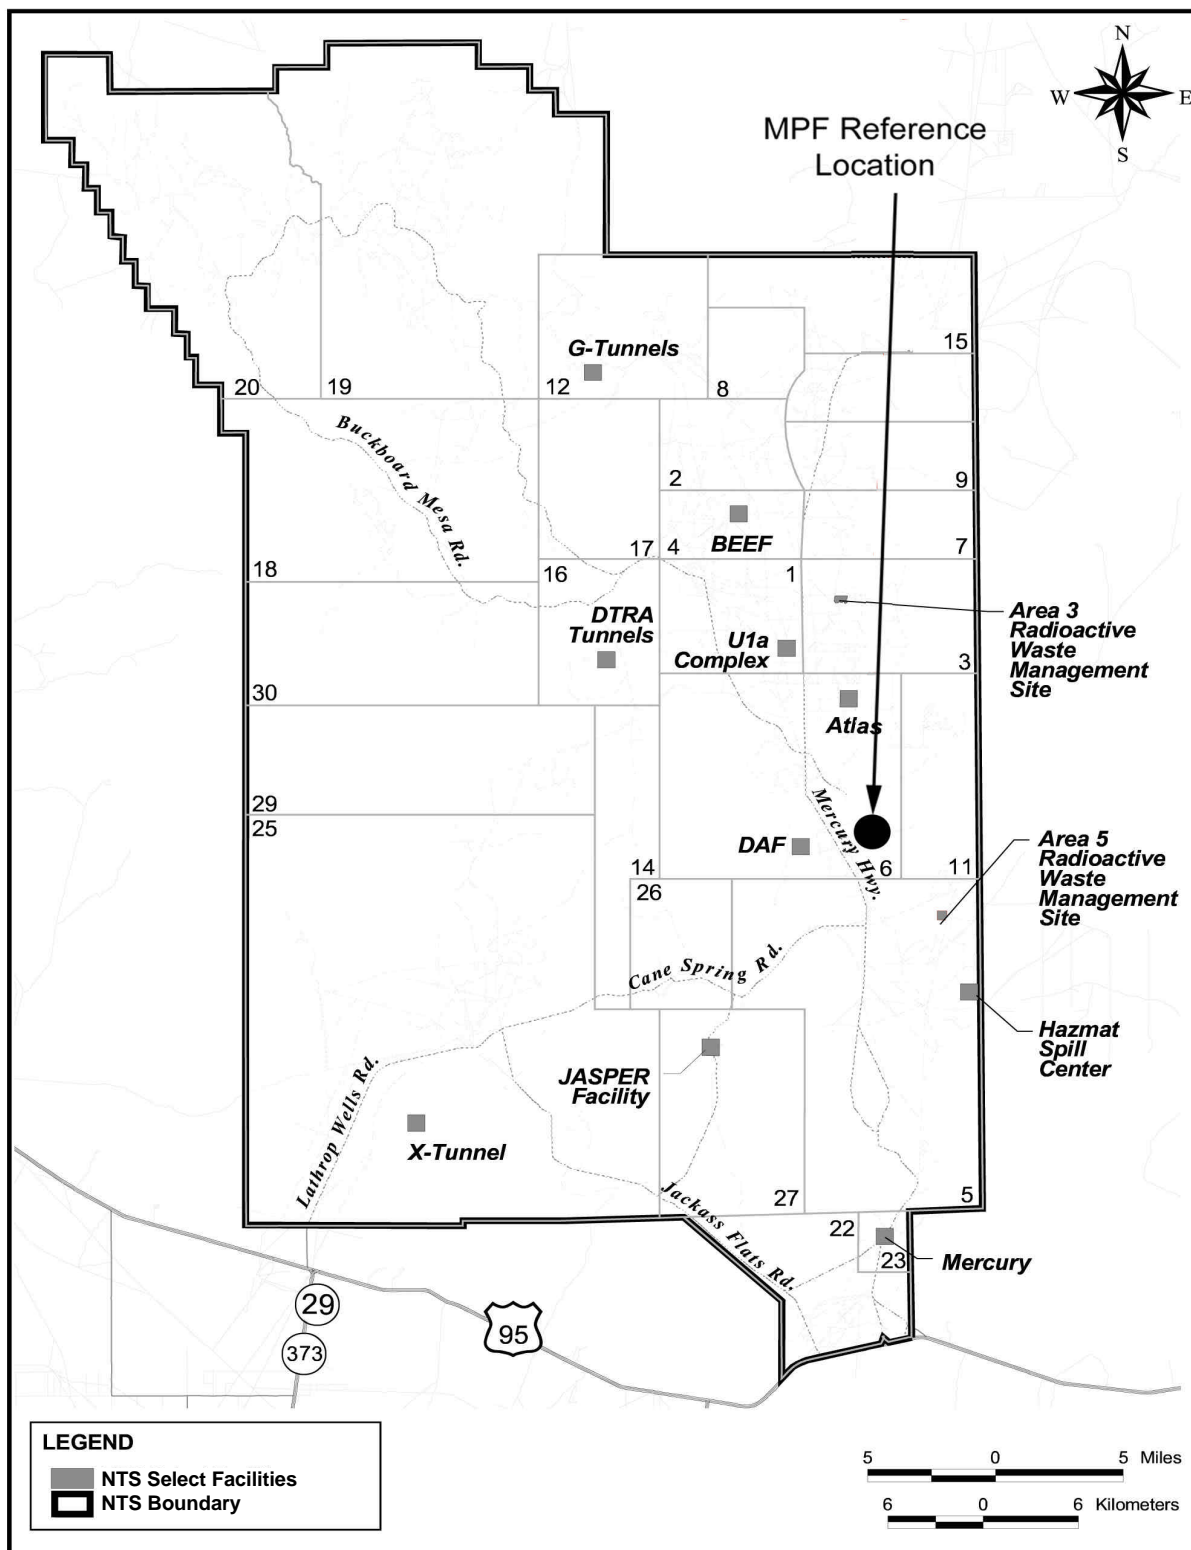 N
W E
S
MPF Reference
Location
G-Tunnels
15
20
19
12
8
Buckboard Mesa Rd.
2
9
BEEF
17
4
7
18
16
1
DTRA
Tunnels
U1a
Complex
Area 3
Radioactive
Waste
Management
Site
3
30
Atlas
29
25
Mercury Hwy.
DAF
Area 5
Radioactive
Waste
Management
Site
14
6
11
26
Cane Spring Rd.
Hazmat
Spill
Center
JASPER
Facility
Lathrop Wells Rd.
X-Tunnel
Jackass Flats Rd.
27
5
22
23
Mercury
29
95
373
LEGEND
NTS Select Facilities
NTS Boundary
5 0 5 Miles
6 0 6 Kilometers